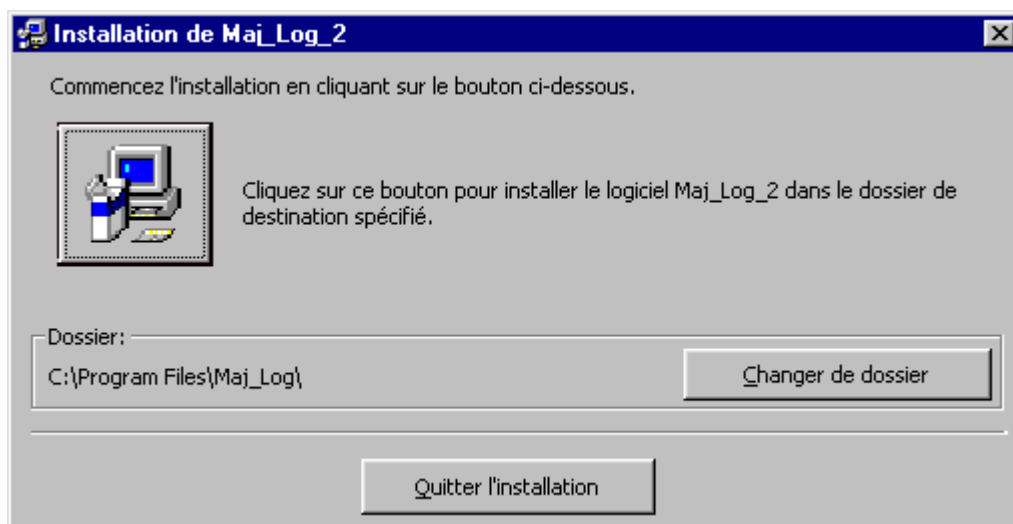 Installation de Maj_Log_2
Commencez l'installation en cliquant sur le bouton ci-dessous.
Cliquez sur ce bouton pour installer le logiciel Maj_Log_2 dans le dossier de
destination spécifié.
Dossier:
C:\Program Files\Maj_Log\
Changer de dossier
Quitter l'installation